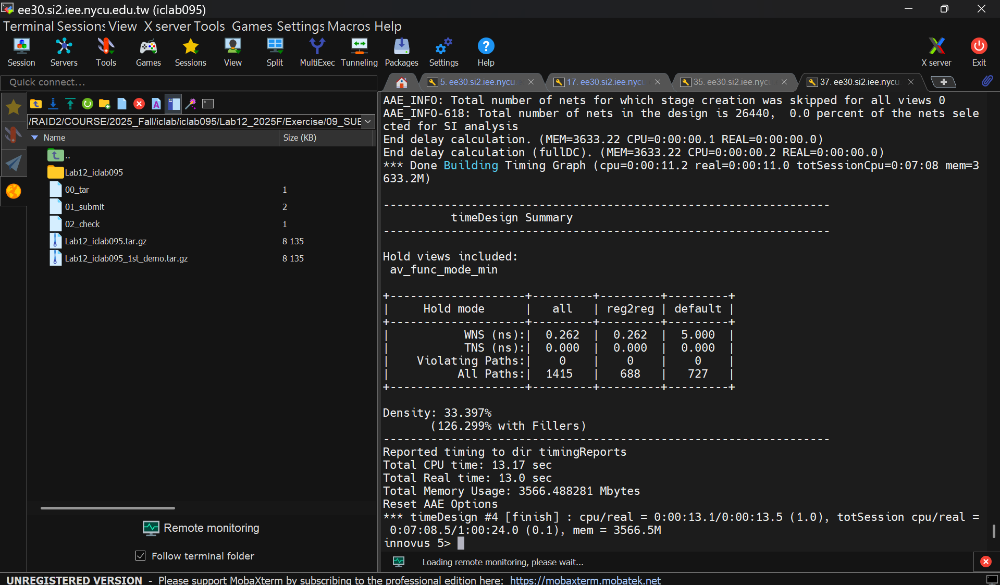 ee30.si2.iee.nycu.edu.tw (iclab095)
Terminal Sessions View X server Tools Games Settings Macros Help
Session Servers Tools Games Sessions View Split MultiExec Tunneling Packages Settings Help X server Exit
Quick connect...
5. ee30.si2.iee.nycu. 17. ee30.si2.iee.nycu 35. ee30.si2.iee.nycu 37. ee30.si2.iee.nycu
/RAID2/COURSE/2025_Fall/iclab/iclab095/Lab12_2025F/Exercise/09_SUE
Name Size (KB)
..
Lab12_iclab095
00_tar 1
01_submit 2
02_check 1
Lab12_iclab095.tar.gz 8 135
Lab12_iclab095_1st_demo.tar.gz 8 135
Remote monitoring
Follow terminal folder
AAE_INFO: Total number of nets for which stage creation was skipped for all views 0
AAE_INFO-618: Total number of nets in the design is 26440,  0.0 percent of the nets sele
cted for SI analysis
End delay calculation. (MEM=3633.22 CPU=0:00:00.1 REAL=0:00:00.0)
End delay calculation (fullDC). (MEM=3633.22 CPU=0:00:00.2 REAL=0:00:00.0)
*** Done Building Timing Graph (cpu=0:00:11.2 real=0:00:11.0 totSessionCpu=0:07:08 mem=3
633.2M)
------------------------------------------------------------------
timeDesign Summary
------------------------------------------------------------------
Hold views included:
av_func_mode_min
+--------------------+---------+---------+---------+
|     Hold mode      |   all   | reg2reg | default |
+--------------------+---------+---------+---------+
|           WNS (ns):|  0.262  |  0.262  |  5.000  |
|           TNS (ns):|  0.000  |  0.000  |  0.000  |
|    Violating Paths:|    0    |    0    |    0    |
|          All Paths:|  1415   |   688   |   727   |
+--------------------+---------+---------+---------+
Density: 33.397%
(126.299% with Fillers)
------------------------------------------------------------------
Reported timing to dir timingReports
Total CPU time: 13.17 sec
Total Real time: 13.0 sec
Total Memory Usage: 3566.488281 Mbytes
Reset AAE Options
*** timeDesign #4 [finish] : cpu/real = 0:00:13.1/0:00:13.5 (1.0), totSession cpu/real =
0:07:08.5/1:00:24.0 (0.1), mem = 3566.5M
innovus 5>
Loading remote monitoring, please wait...
UNREGISTERED VERSION - Please support MobaXterm by subscribing to the professional edition here: https://mobaxterm.mobatek.net